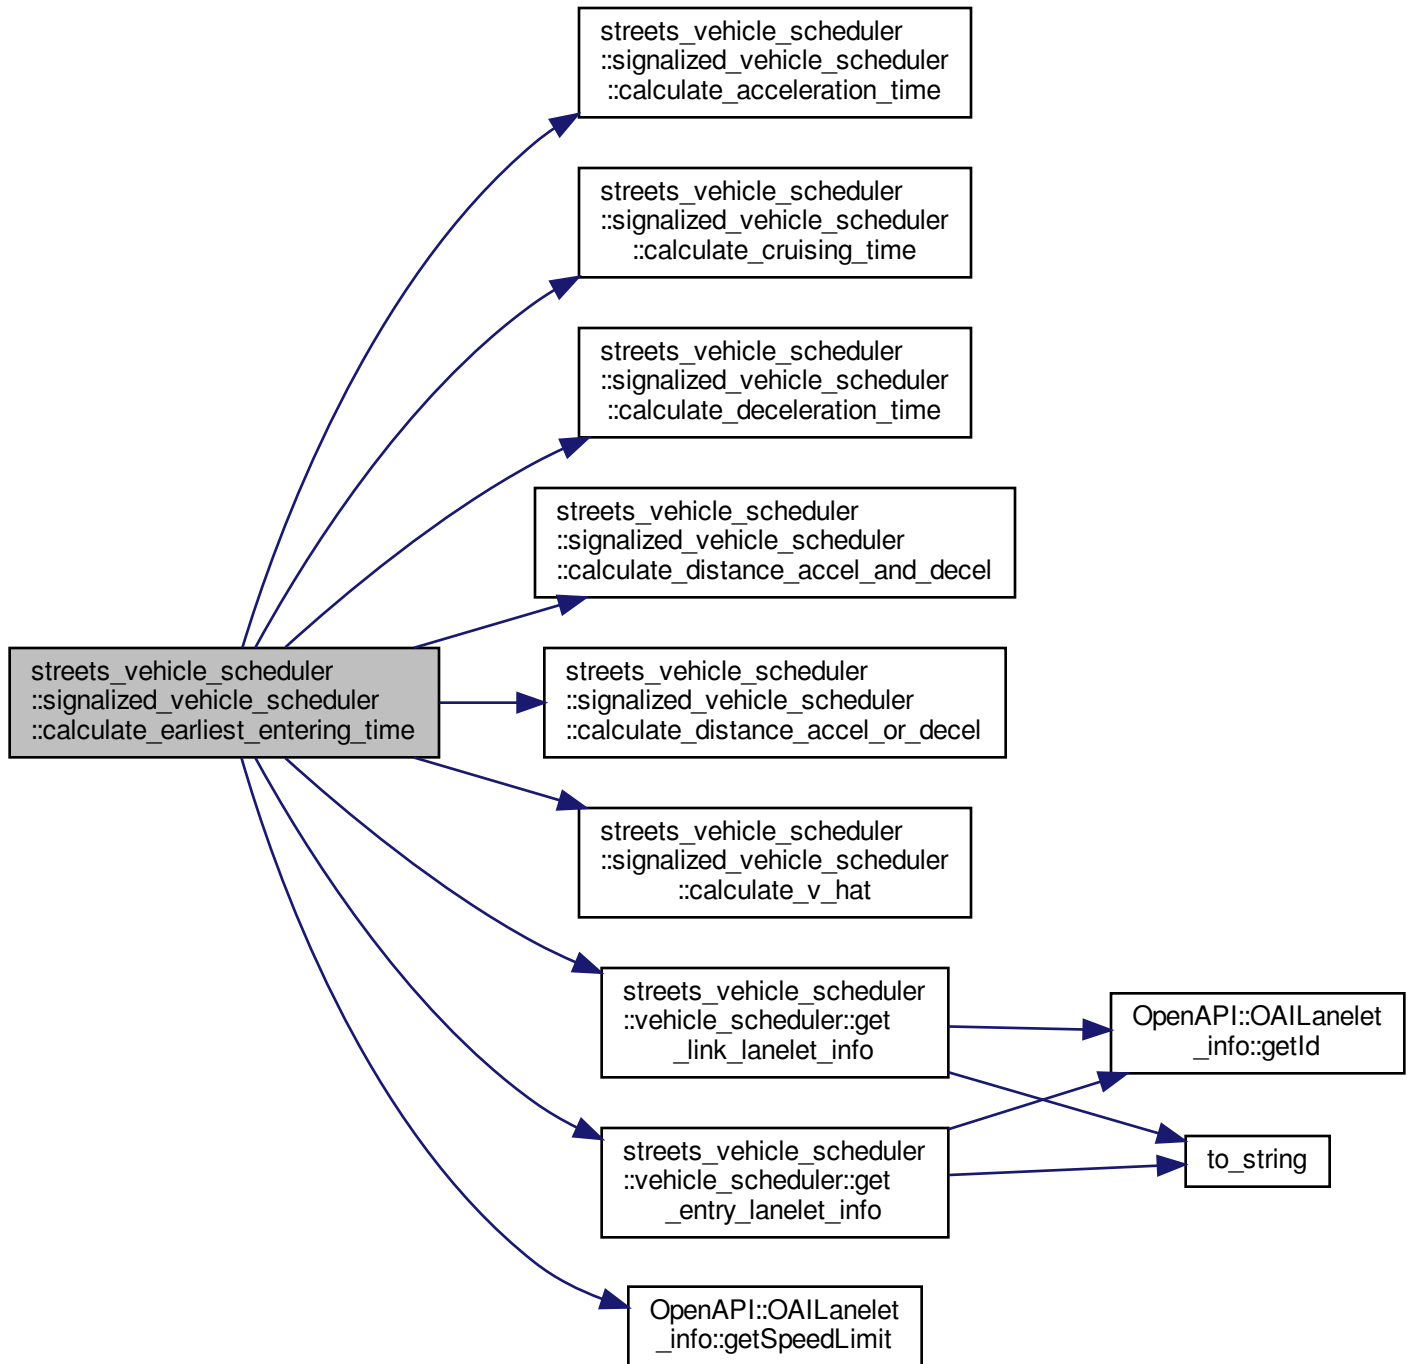 streets_vehicle_scheduler
::signalized_vehicle_scheduler
::calculate_acceleration_time
streets_vehicle_scheduler
::signalized_vehicle_scheduler
::calculate_cruising_time
streets_vehicle_scheduler
::signalized_vehicle_scheduler
::calculate_deceleration_time
streets_vehicle_scheduler
::signalized_vehicle_scheduler
::calculate_distance_accel_and_decel
streets_vehicle_scheduler
::signalized_vehicle_scheduler
::calculate_earliest_entering_time
streets_vehicle_scheduler
::signalized_vehicle_scheduler
::calculate_distance_accel_or_decel
streets_vehicle_scheduler
::signalized_vehicle_scheduler
::calculate_v_hat
streets_vehicle_scheduler
::vehicle_scheduler::get
_link_lanelet_info
OpenAPI::OAILanelet
_info::getId
streets_vehicle_scheduler
::vehicle_scheduler::get
_entry_lanelet_info
to_string
OpenAPI::OAILanelet
_info::getSpeedLimit